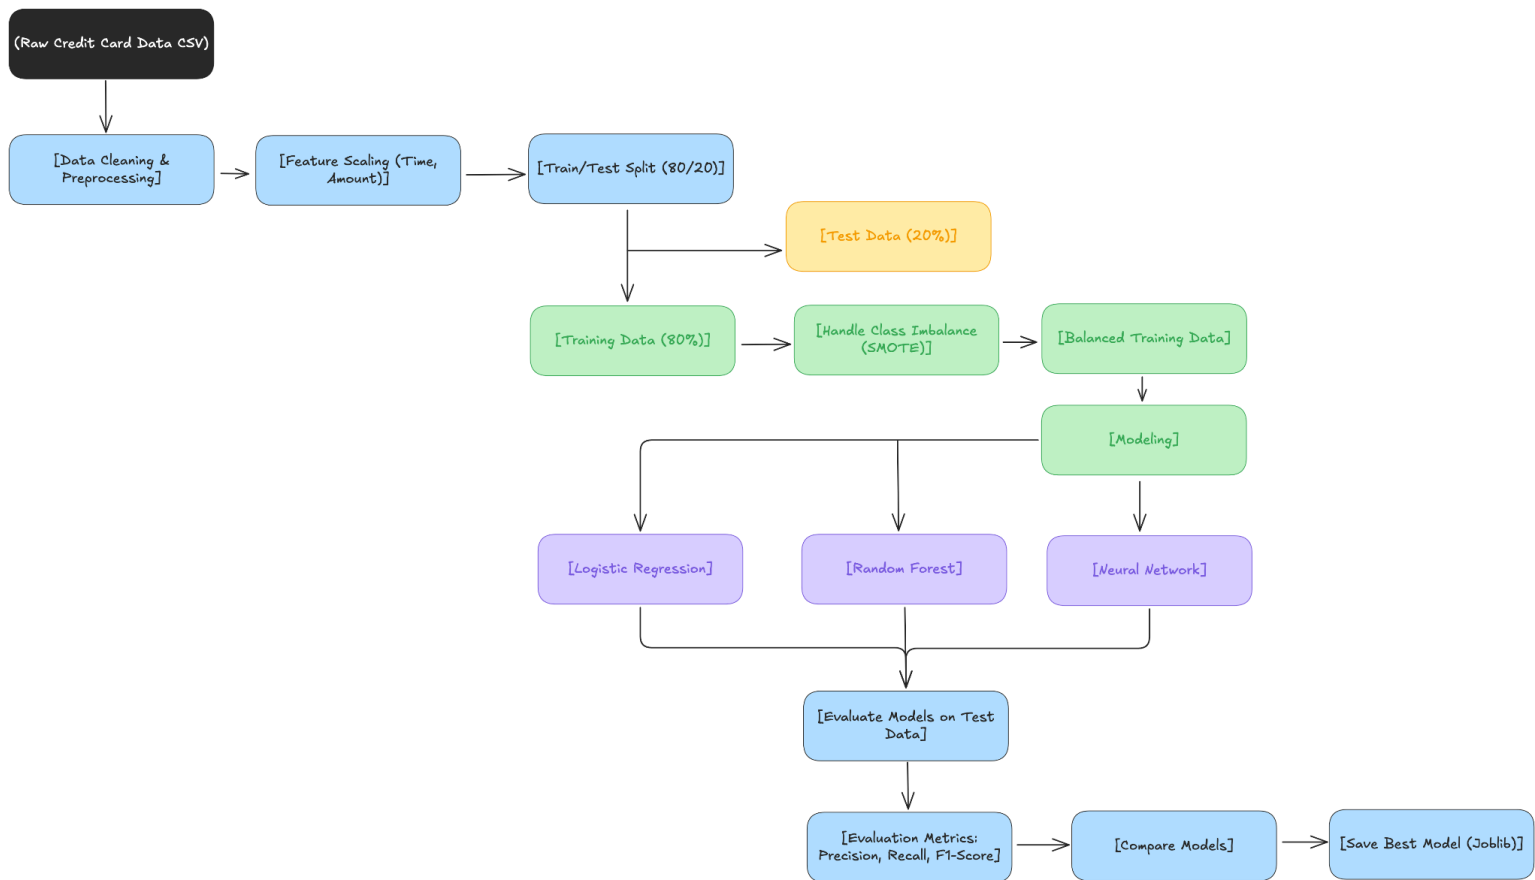 (Raw Credit Card Data CSV)
[Data Cleaning &
Preprocessing]
[Feature Scaling (Time,
Amount)]
[Train/Test Split (80/20)]
[Test Data (20%)]
[Training Data (80%)]
[Handle Class Imbalance
(SMOTE)]
[Balanced Training Data]
[Modeling]
[Logistic Regression]
[Random Forest]
[Neural Network]
[Evaluate Models on Test
Data]
[Evaluation Metrics:
Precision, Recall, F1-Score]
[Compare Models]
[Save Best Model (Joblib)]